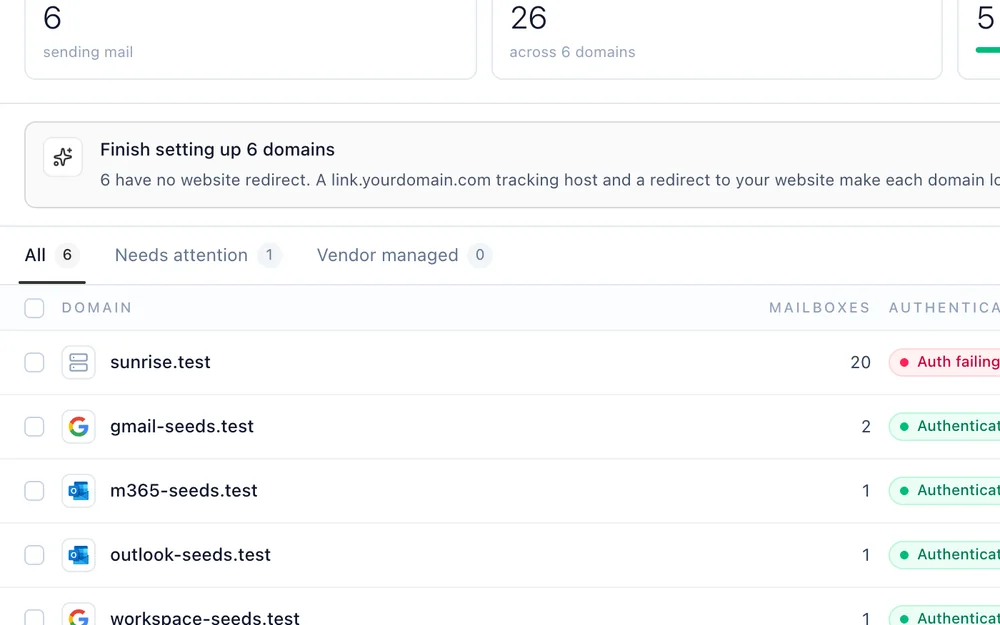 6
26
5
sending mail
across 6 domains
Finish setting up 6 domains
6 have no website redirect. A link.yourdomain.com tracking host and a redirect to your website make each domain lo
All 6 Needs attention 1 Vendor managed 0
DOMAIN MAILBOXES AUTHENTICA
sunrise.test 20 Auth failing
gmail-seeds.test 2 Authenticat
m365-seeds.test 1 Authenticat
outlook-seeds.test 1 Authenticat
workspace-seeds.test 1 Authenticat